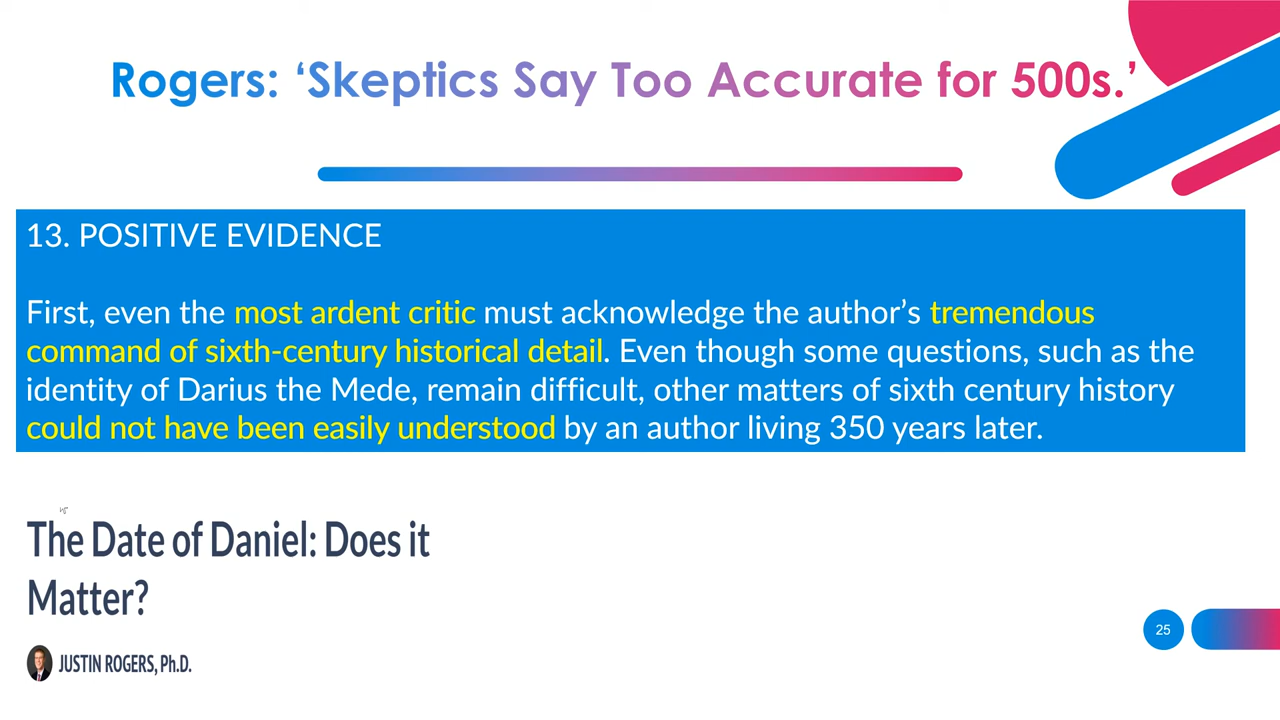 Rogers: ‘Skeptics Say Too Accurate for 500s.’
13. POSITIVE EVIDENCE
First, even the most ardent critic must acknowledge the author’s tremendous
command of sixth-century historical detail. Even though some questions, such as the
identity of Darius the Mede, remain difficult, other matters of sixth century history
could not have been easily understood by an author living 350 years later.
The Date of Daniel: Does it
Matter?
JUSTIN ROGERS, Ph.D.
25